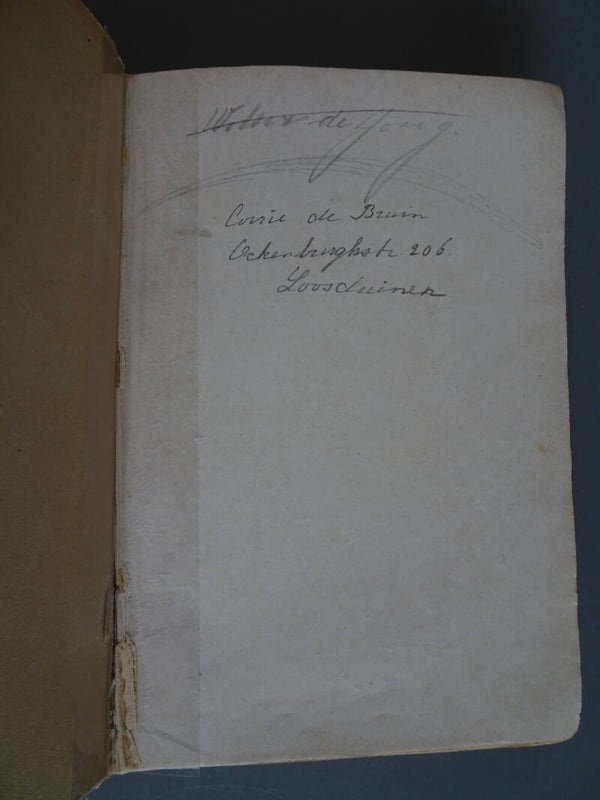 de Jong.
Corrie de Bruin
Ockenburghstr. 206
Loosduinen